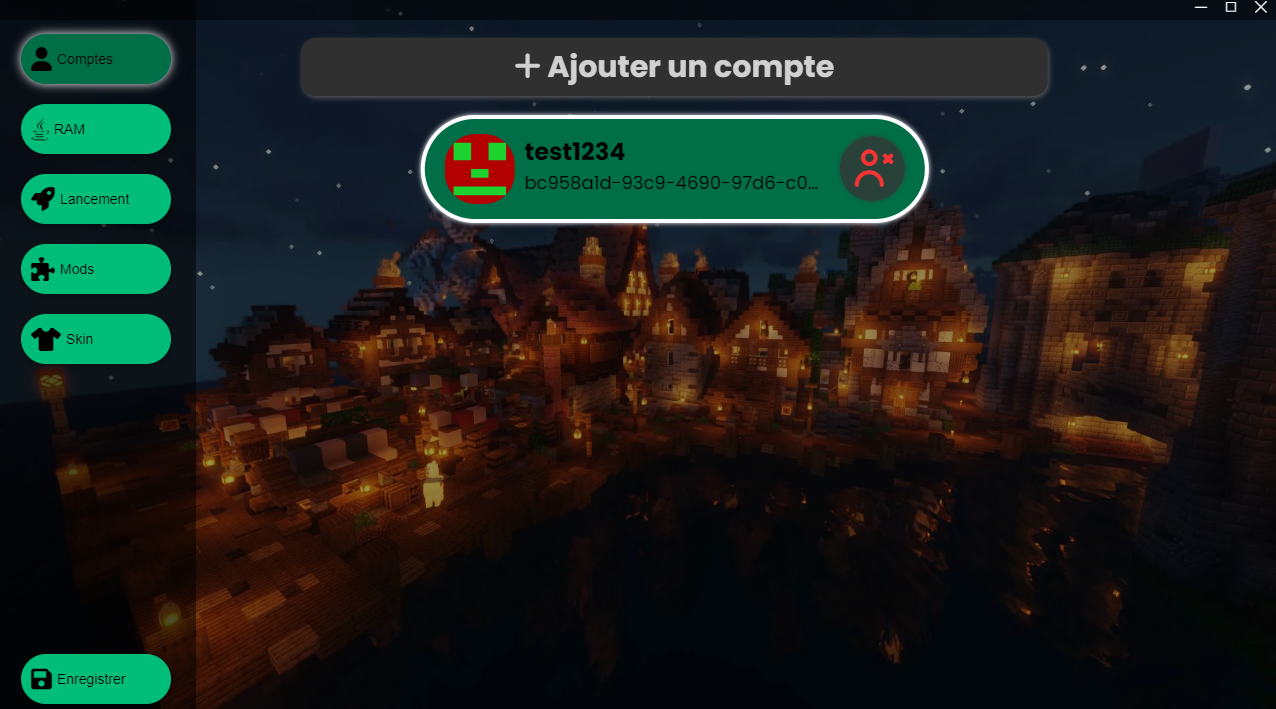 Comptes
RAM
Lancement
Mods
Skin
Enregistrer
Ajouter un compte
test1234
bc958a1d-93c9-4690-97d6-c0...